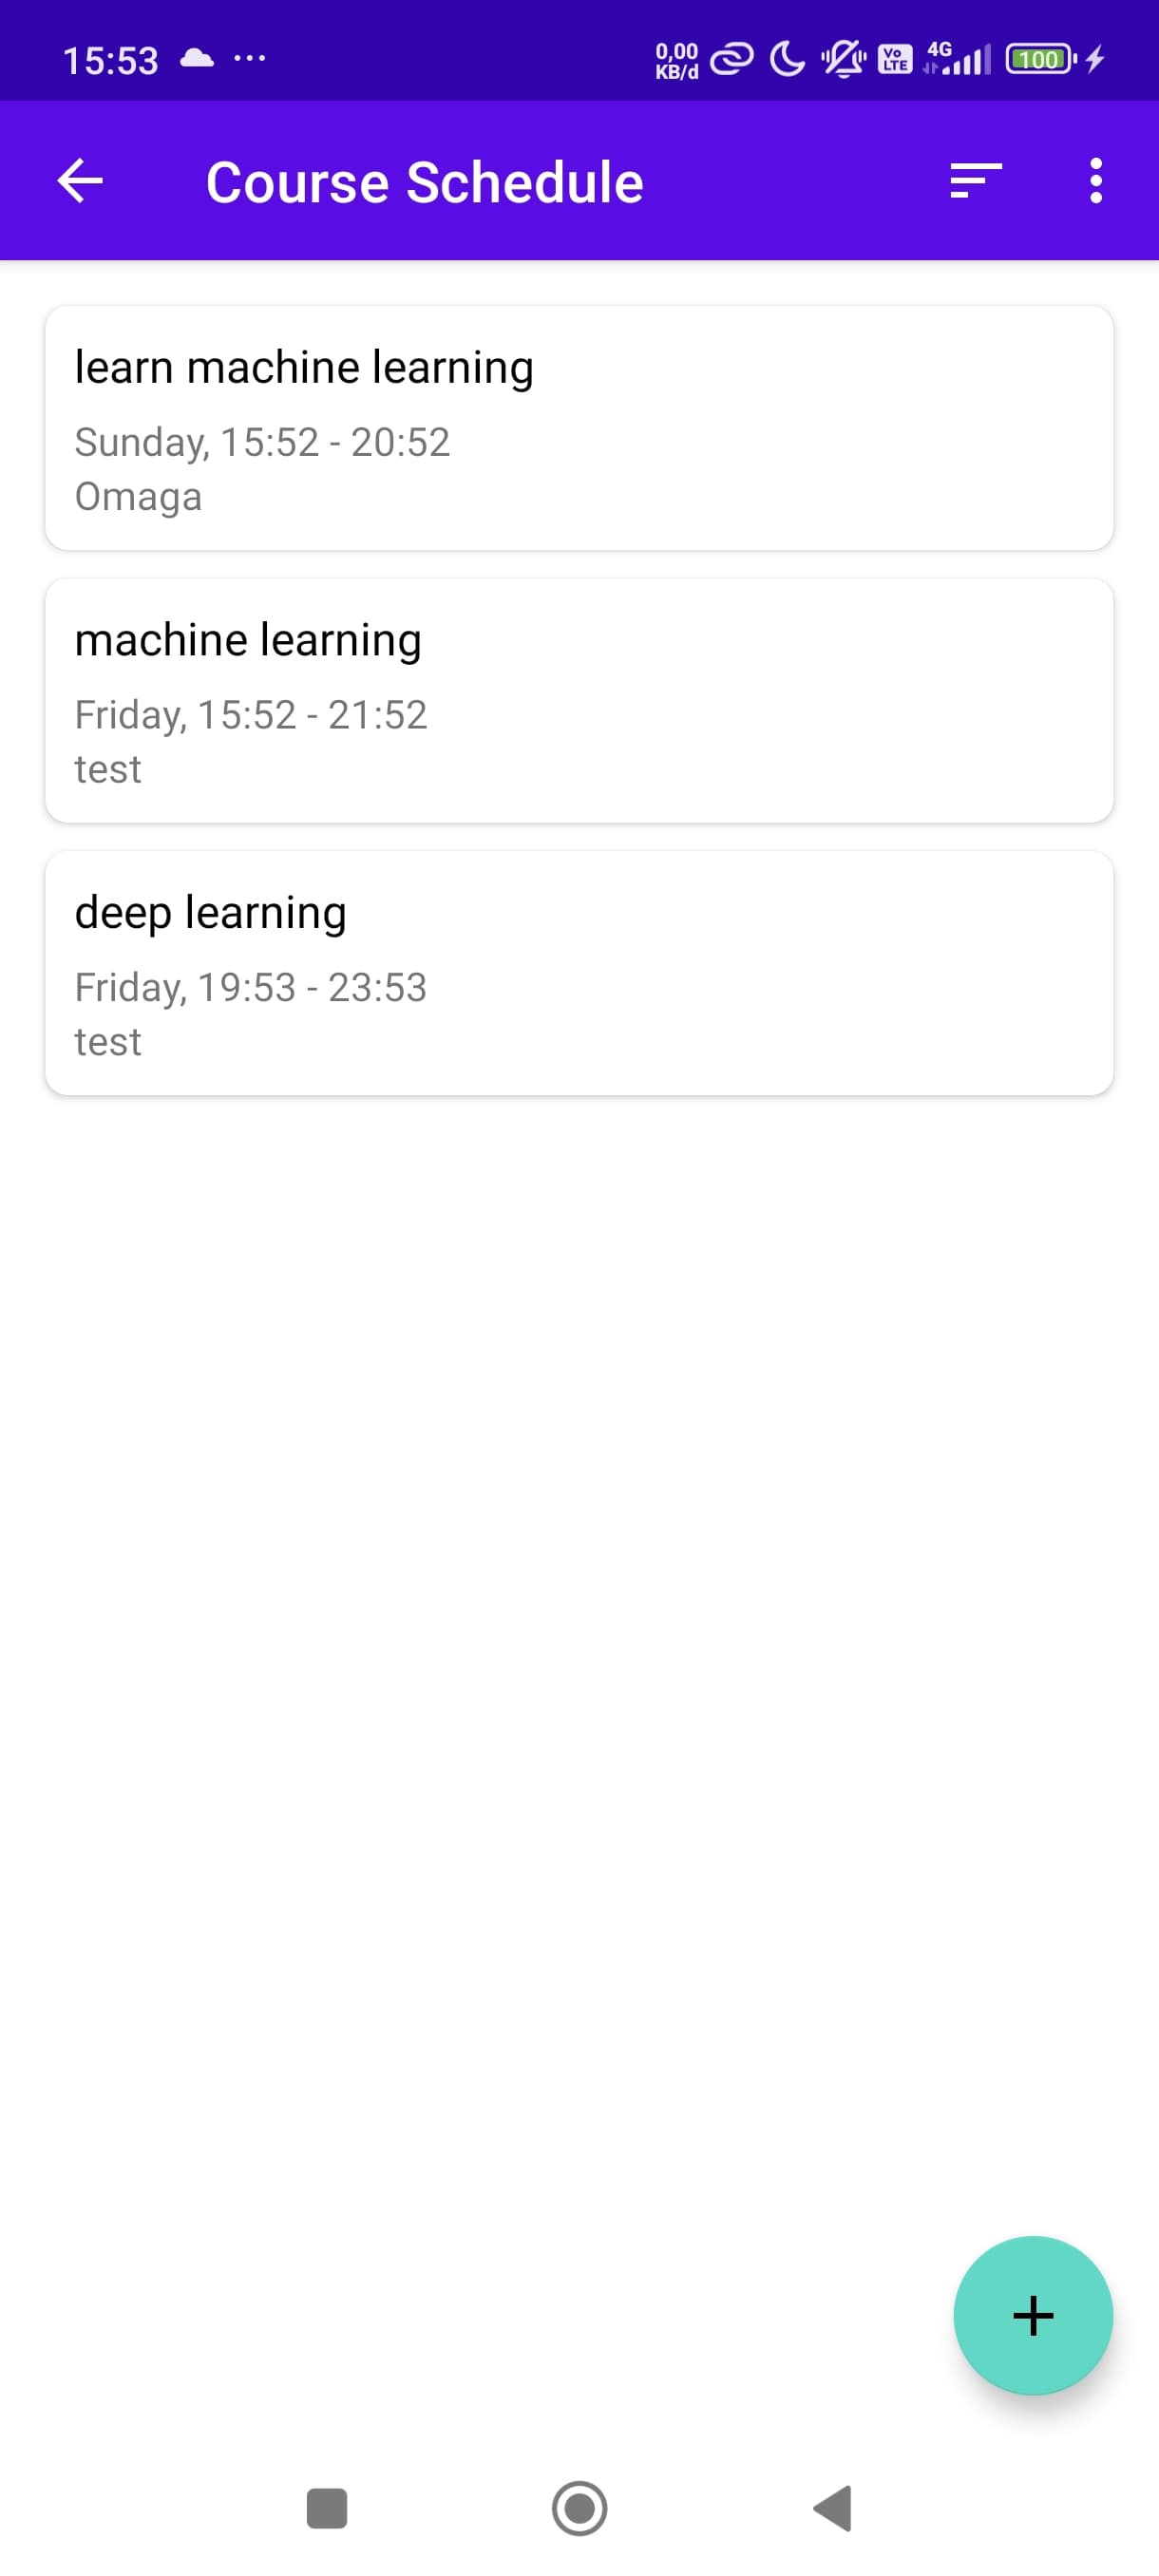 15:53 ...
0,00
KB/d
Vo
LTE
4G
100
Course Schedule
learn machine learning
Sunday, 15:52 - 20:52
Omaga
machine learning
Friday, 15:52 - 21:52
test
deep learning
Friday, 19:53 - 23:53
test